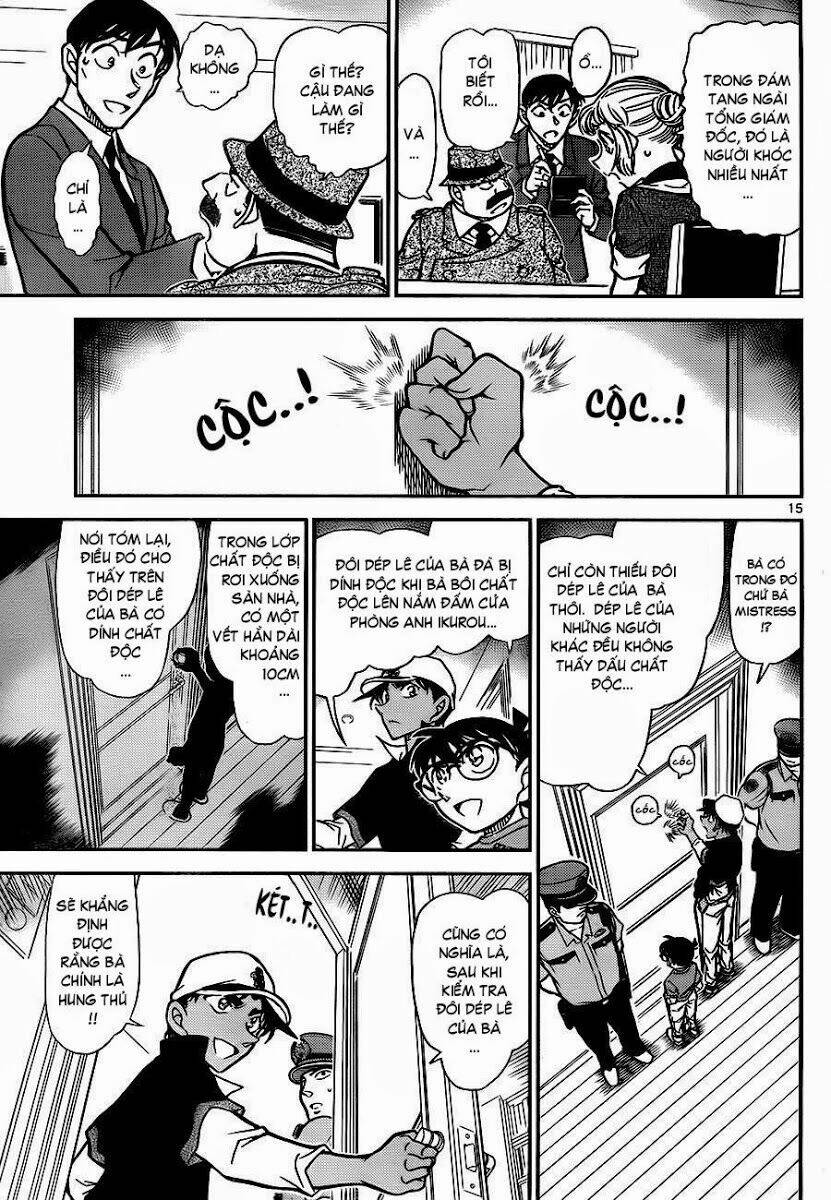 TRONG ĐÁM
TANG NGÀI
TỔNG GIÁM
ĐỐC, ĐÓ LÀ
NGƯỜI KHÓC
NHIỀU NHẤT
...
Ồ...
TÔI
BIẾT
RỒI...
VÀ
...
GÌ THẾ?
CẬU ĐANG
LÀM GÌ
THẾ?
DẠ
KHÔNG
...
CHỈ
LÀ
...
CỘC..!
CỘC..!
15
BÀ CÓ
TRONG ĐÓ
CHỨ BÀ
MISTRESS
!?
CHỈ CÒN THIẾU ĐÔI
DÉP LÊ CỦA BÀ
THÔI. DÉP LÊ CỦA
NHỮNG NGƯỜI
KHÁC ĐỀU KHÔNG
THẤY DẤU CHẤT
ĐỘC...
CỐC
CỐC
ĐÔI DÉP LÊ CỦA BÀ ĐÃ BỊ
DÍNH ĐỘC KHI BÀ BÔI CHẤT
ĐỘC LÊN NẮM ĐẤM CỬA
PHÒNG ANH IKUROU...
TRONG LỚP
CHẤT ĐỘC BỊ
RƠI XUỐNG
SÀN NHÀ,
CÓ MỘT
VẾT HẰN DÀI
KHOẢNG
10CM
...
NÓI TÓM LẠI,
ĐIỀU ĐÓ CHO
THẤY TRÊN
ĐÔI DÉP LÊ
CỦA BÀ CÓ
DÍNH CHẤT
ĐỘC
...
CŨNG CÓ
NGHĨA LÀ,
SAU KHI
KIỂM TRA
ĐÔI DÉP LÊ
CỦA BÀ
...
KÉT.. T..
SẼ KHẲNG
ĐỊNH
ĐƯỢC
RẰNG BÀ
CHÍNH LÀ
HUNG THỦ
!!